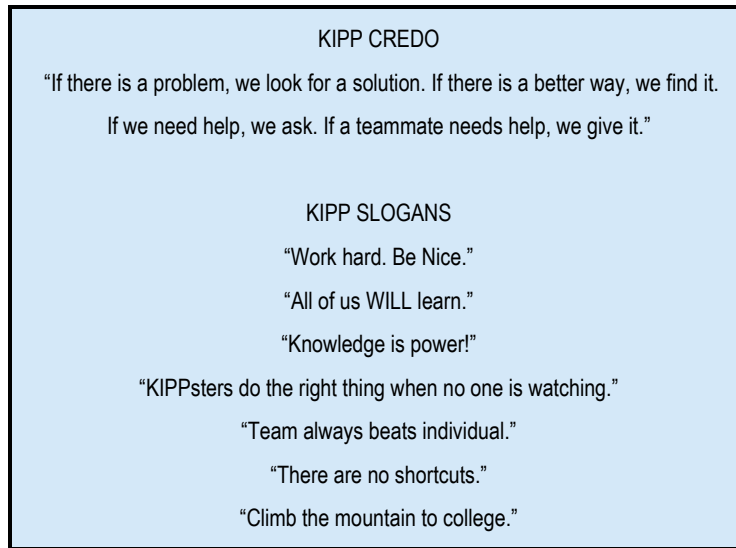 KIPP CREDO
“If there is a problem, we look for a solution. If there is a better way, we find it.
If we need help, we ask. If a teammate needs help, we give it.”
KIPP SLOGANS
“Work hard. Be Nice.”
“All of us WILL learn.”
“Knowledge is power!”
“KIPPsters do the right thing when no one is watching.”
“Team always beats individual.”
“There are no shortcuts.”
“Climb the mountain to college.”